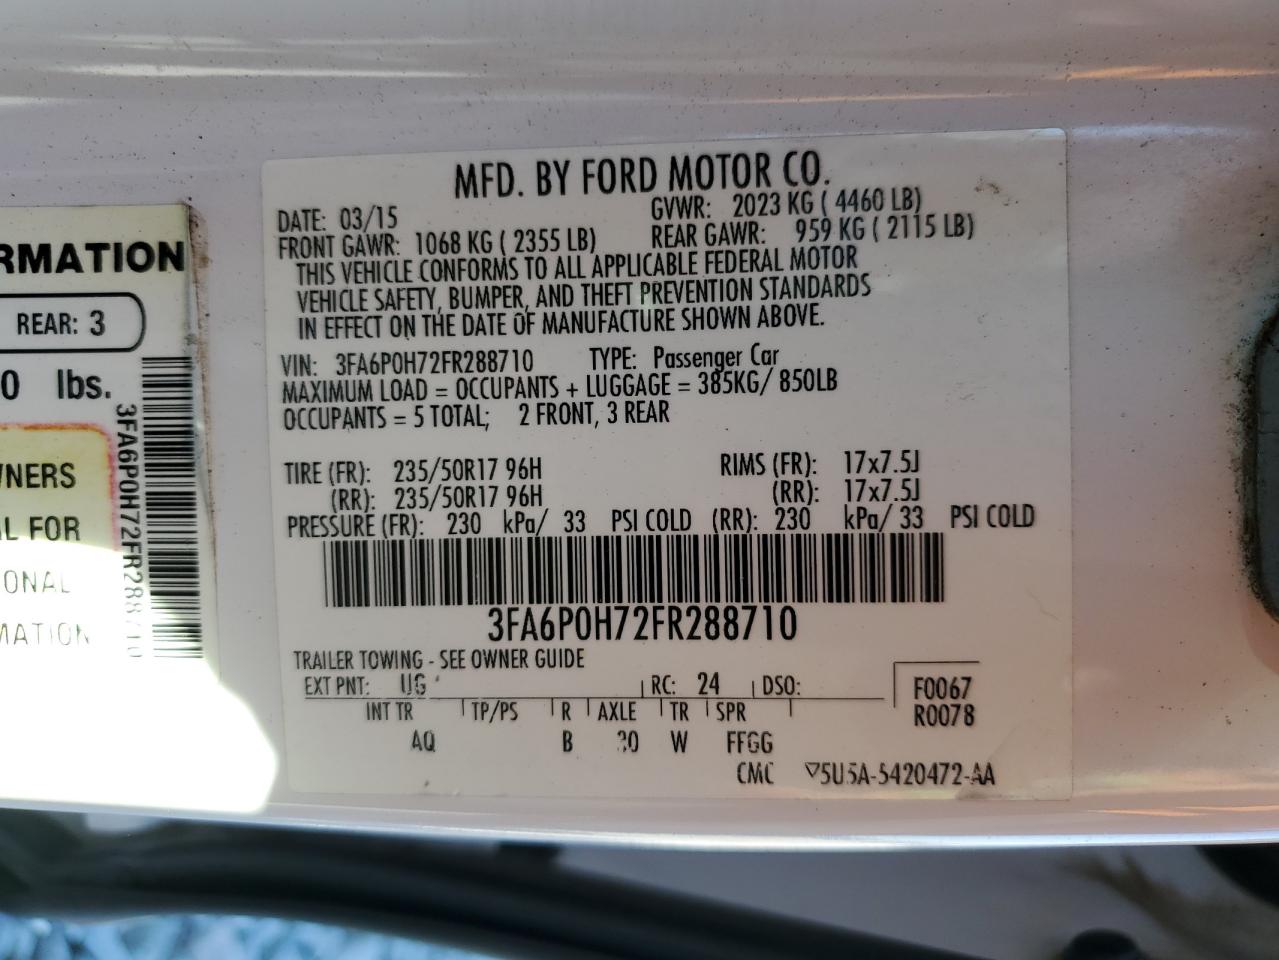 MFD. BY FORD MOTOR CO.
DATE: 03/15 GVWR: 2023 KG ( 4460 LB)
FRONT GAWR: 1068 KG ( 2355 LB) REAR GAWR: 959 KG ( 2115 LB)
THIS VEHICLE CONFORMS TO ALL APPLICABLE FEDERAL MOTOR
VEHICLE SAFETY, BUMPER, AND THEFT PREVENTION STANDARDS
IN EFFECT ON THE DATE OF MANUFACTURE SHOWN ABOVE.
VIN: 3FA6P0H72FR288710 TYPE: Passenger Car
MAXIMUM LOAD = OCCUPANTS + LUGGAGE = 385KG/ 850LB
OCCUPANTS = 5 TOTAL; 2 FRONT, 3 REAR
TIRE (FR): 235/50R17 96H RIMS (FR): 17x7.5J
(RR): 235/50R17 96H (RR): 17x7.5J
PRESSURE (FR): 230 kPa/ 33 PSI COLD (RR): 230 kPa/ 33 PSI COLD
3FA6P0H72FR288710
TRAILER TOWING - SEE OWNER GUIDE
EXT PNT: UG RC: 24 DSO: F0067
INT TR TP/PS R AXLE TR SPR R0078
AQ B W FFGG
CMC 5U5A-5420472-AA
RMATION
REAR: 3
0 lbs.
3FA6P0H72FR288710
WNERS
L FOR
ONAL
MATION